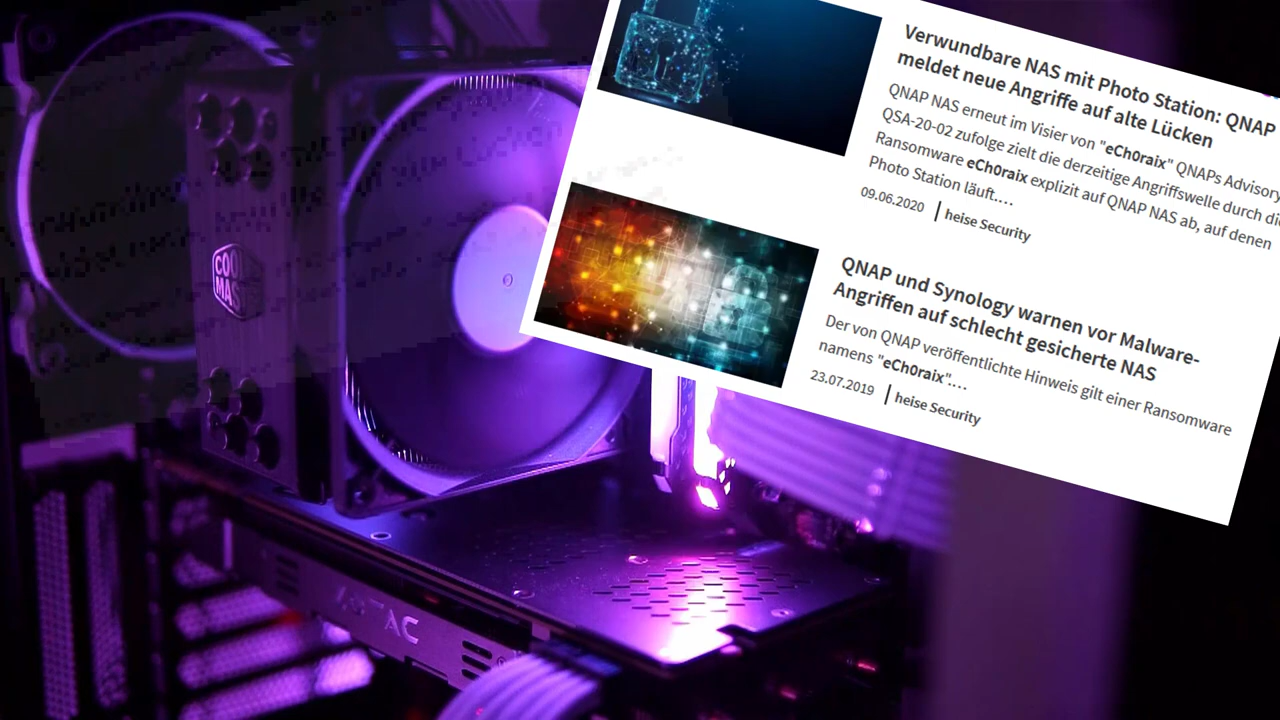 Verwundbare NAS mit Photo Station: QNAP
meldet neue Angriffe auf alte Lücken
QNAP NAS erneut im Visier von "eCh0raix" QNAPs Advisory
QSA-20-02 zufolge zielt die derzeitige Angriffswelle durch die
Ransomware eCh0raix explizit auf QNAP NAS ab, auf denen
Photo Station läuft.…
09.06.2020 | heise Security
QNAP und Synology warnen vor Malware-
Angriffen auf schlecht gesicherte NAS
Der von QNAP veröffentlichte Hinweis gilt einer Ransomware
namens "eCh0raix".…
23.07.2019 | heise Security
COO
MAS